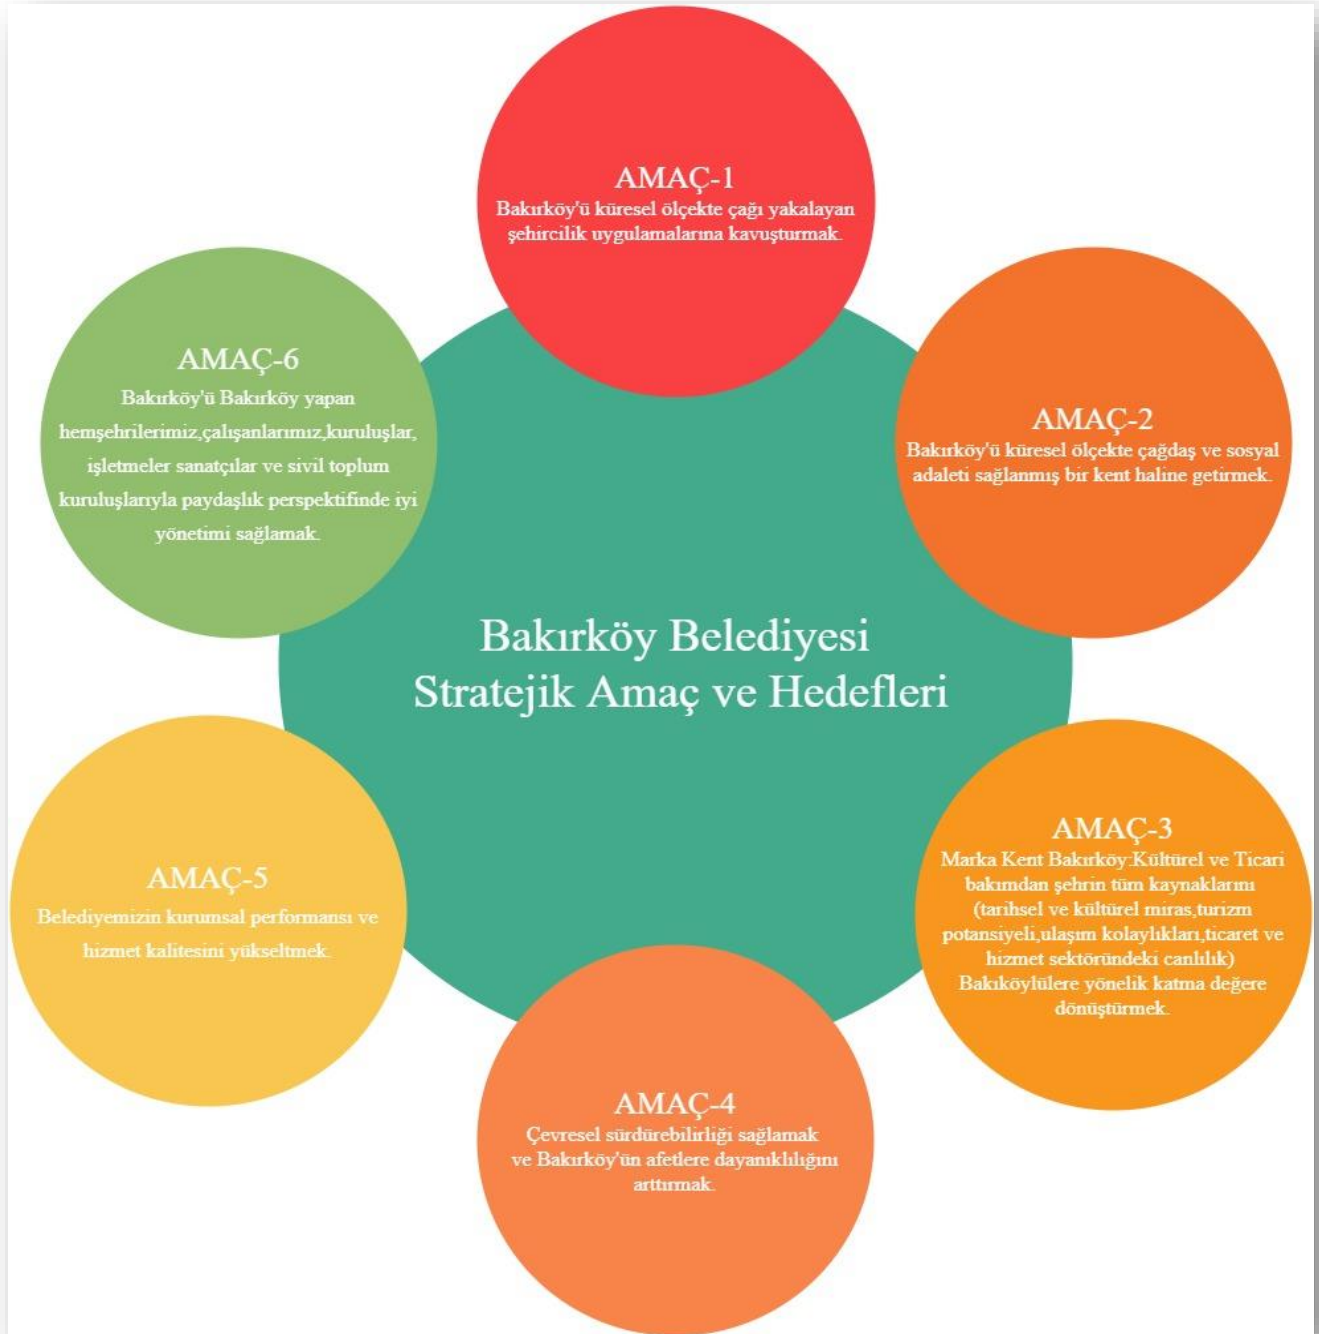 AMAÇ-1
Bakırköy'ü küresel ölçekte çağı yakalayan
şehircilik uygulamalarına kavuşturmak.
AMAÇ-2
Bakırköy'ü küresel ölçekte çağdaş ve sosyal
adaleti sağlanmış bir kent haline getirmek.
AMAÇ-3
Marka Kent Bakırköy:Kültürel ve Ticari
bakımdan şehrin tüm kaynaklarını
(tarihsel ve kültürel miras,turizm
potansiyeli,ulaşım kolaylıkları,ticaret ve
hizmet sektöründeki canlılık)
Bakıköylülere yönelik katma değere
dönüştürmek.
AMAÇ-4
Çevresel sürdürebilirliği sağlamak
ve Bakırköy'ün afetlere dayanıklılığını
arttırmak.
AMAÇ-5
Belediyemizin kurumsal performansı ve
hizmet kalitesini yükseltmek.
AMAÇ-6
Bakırköy'ü Bakırköy yapan
hemşehrilerimiz,çalışanlarımız,kuruluşlar,
işletmeler sanatçılar ve sivil toplum
kuruluşlarıyla paydaşlık perspektifinde iyi
yönetimi sağlamak.
Bakırköy Belediyesi
Stratejik Amaç ve Hedefleri